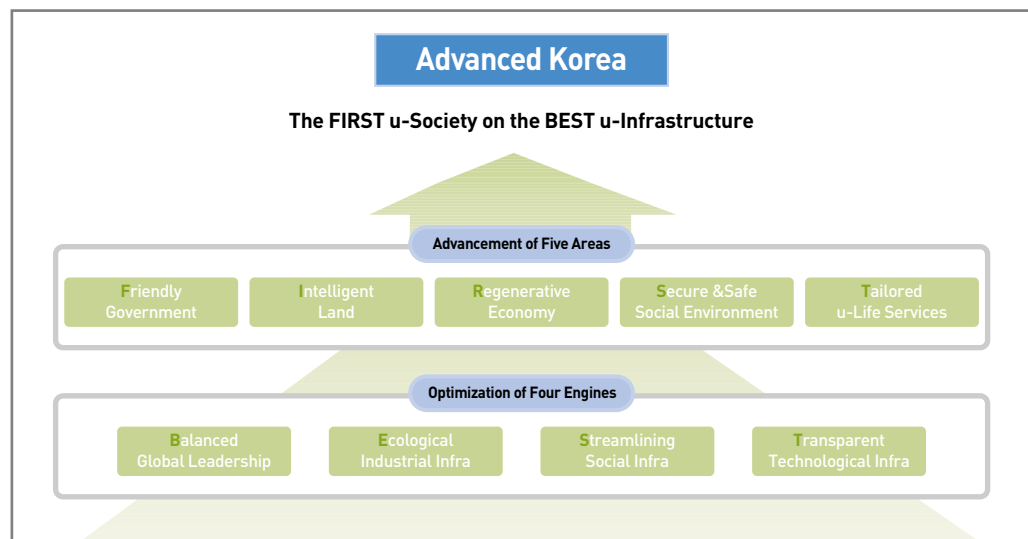 Advanced Korea
The FIRST u-Society on the BEST u-Infrastructure
Advancement of Five Areas
Friendly
Government
Intelligent
Land
Regenerative
Economy
Secure &Safe
Social Environment
Tailored
u-Life Services
Optimization of Four Engines
Balanced
Global Leadership
Ecological
Industrial Infra
Streamlining
Social Infra
Transparent
Technological Infra